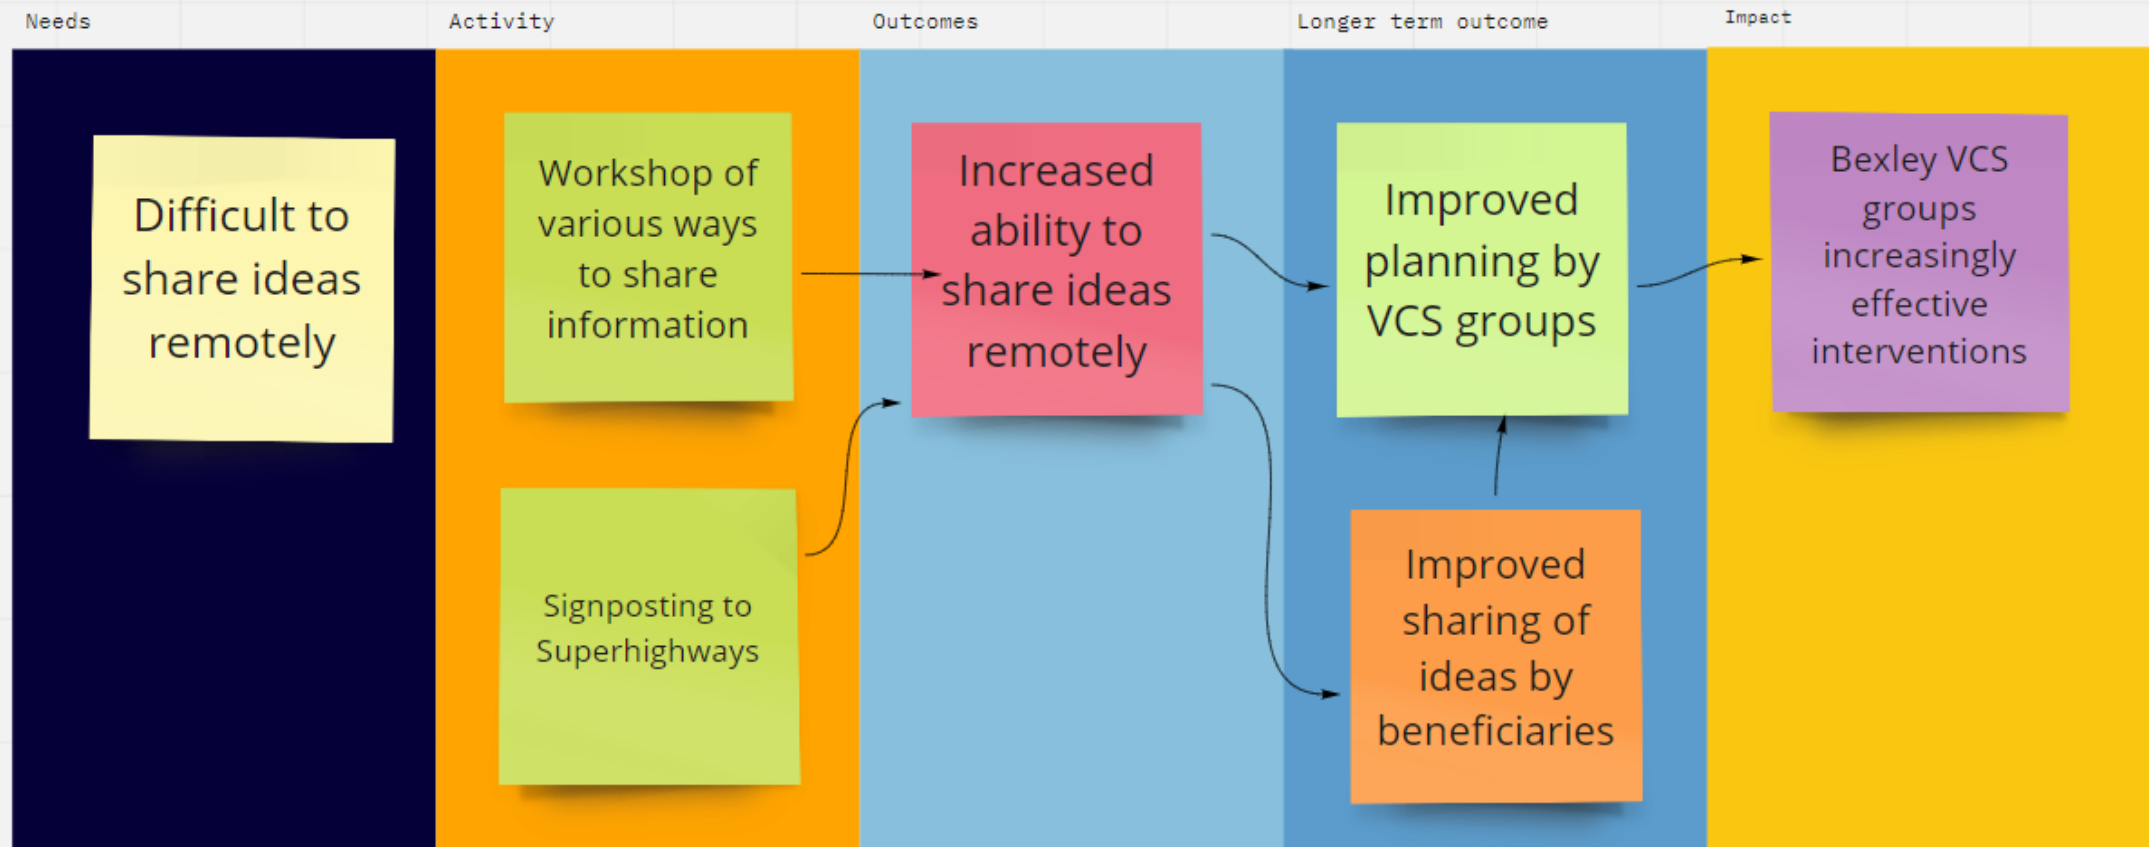 Needs
Activity
Outcomes
Longer term outcome
Impact
Difficult to
share ideas
remotely
Workshop of
various ways
to share
information
Signposting to
Superhighways
Increased
ability to
share ideas
remotely
Improved
planning by
VCS groups
Improved
sharing of
ideas by
beneficiaries
Bexley VCS
groups
increasingly
effective
interventions